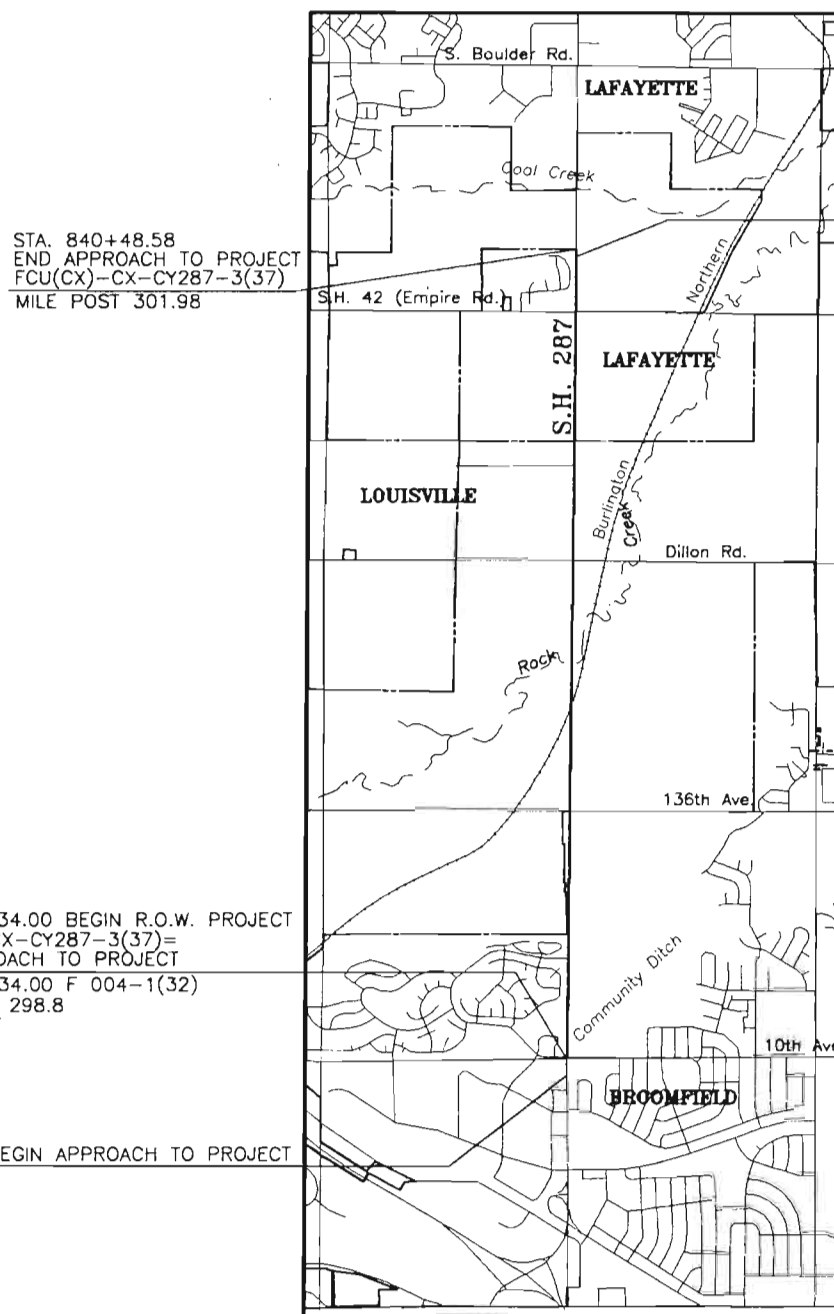 S. Boulder Rd.
LAFAYETTE
Coal Creek
STA. 840+48.58
END APPROACH TO PROJECT
FCU(CX)-CX-CY287-3(37)
MILE POST 301.98
Northern
S.H. 42 (Empire Rd.)
S.H. 287
LAFAYETTE
Burlington
LOUISVILLE
Creek
Dillon Rd.
Rock
136th Ave.
34.00 BEGIN R.O.W. PROJECT
X-CY287-3(37)=
OACH TO PROJECT
34.00 F 004-1(32)
298.8
Community Ditch
10th Ave
BROOMFIELD
EGIN APPROACH TO PROJECT